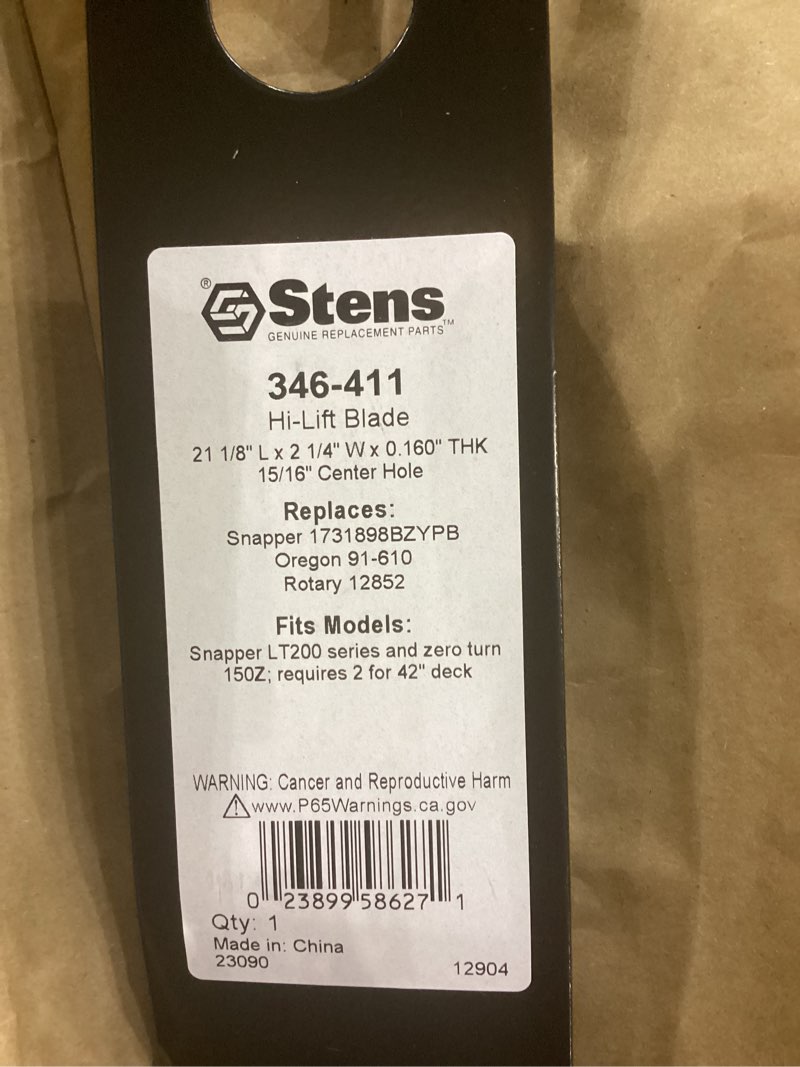 ®
Stens
GENUINE REPLACEMENT PARTS™
346-411
Hi-Lift Blade
21 1/8" L x 2 1/4" W x 0.160" THK
15/16" Center Hole
Replaces:
Snapper 1731898BZYPB
Oregon 91-610
Rotary 12852
Fits Models:
Snapper LT200 series and zero turn
150Z; requires 2 for 42" deck
WARNING: Cancer and Reproductive Harm
www.P65Warnings.ca.gov
0 23899 58627 1
Qty: 1
Made in: China
23090
12904